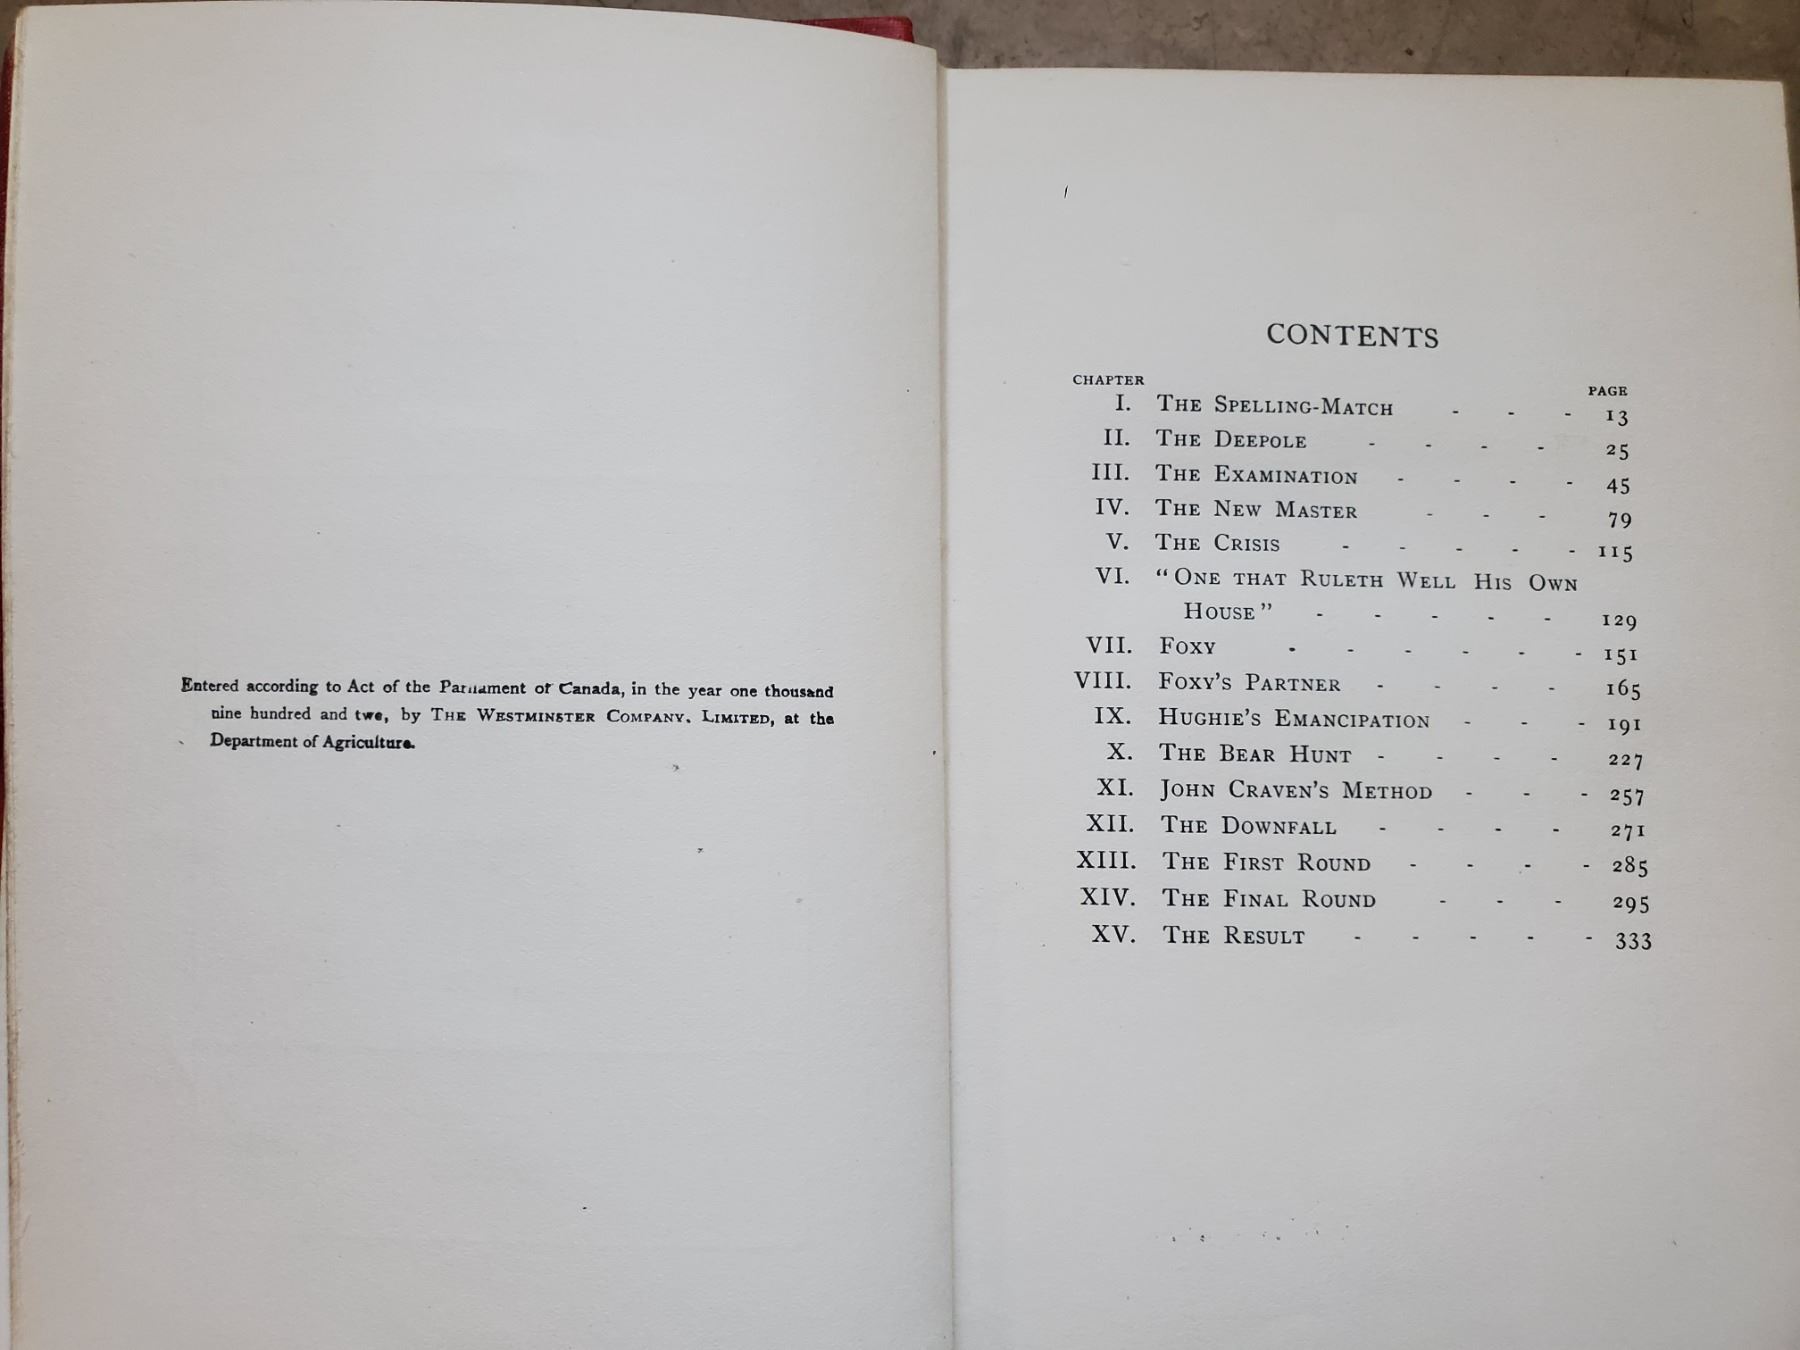 Entered according to Act of the Parliament of Canada, in the year one thousand
nine hundred and two, by THE WESTMINSTER COMPANY, LIMITED, at the
Department of Agriculture.
CONTENTS
CHAPTER PAGE
I. THE SPELLING-MATCH - - - 13
II. THE DEEPOLE - - - - 25
III. THE EXAMINATION - - - - 45
IV. THE NEW MASTER - - - 79
V. THE CRISIS - - - - - 115
VI. "ONE THAT RULETH WELL HIS OWN
HOUSE" - - - - - 129
VII. FOXY - - - - - - 151
VIII. FOXY'S PARTNER - - - - 165
IX. HUGHIE'S EMANCIPATION - - - 191
X. THE BEAR HUNT - - - - 227
XI. JOHN CRAVEN'S METHOD - - - 257
XII. THE DOWNFALL - - - - 271
XIII. THE FIRST ROUND - - - - 285
XIV. THE FINAL ROUND - - - 295
XV. THE RESULT - - - - - 333